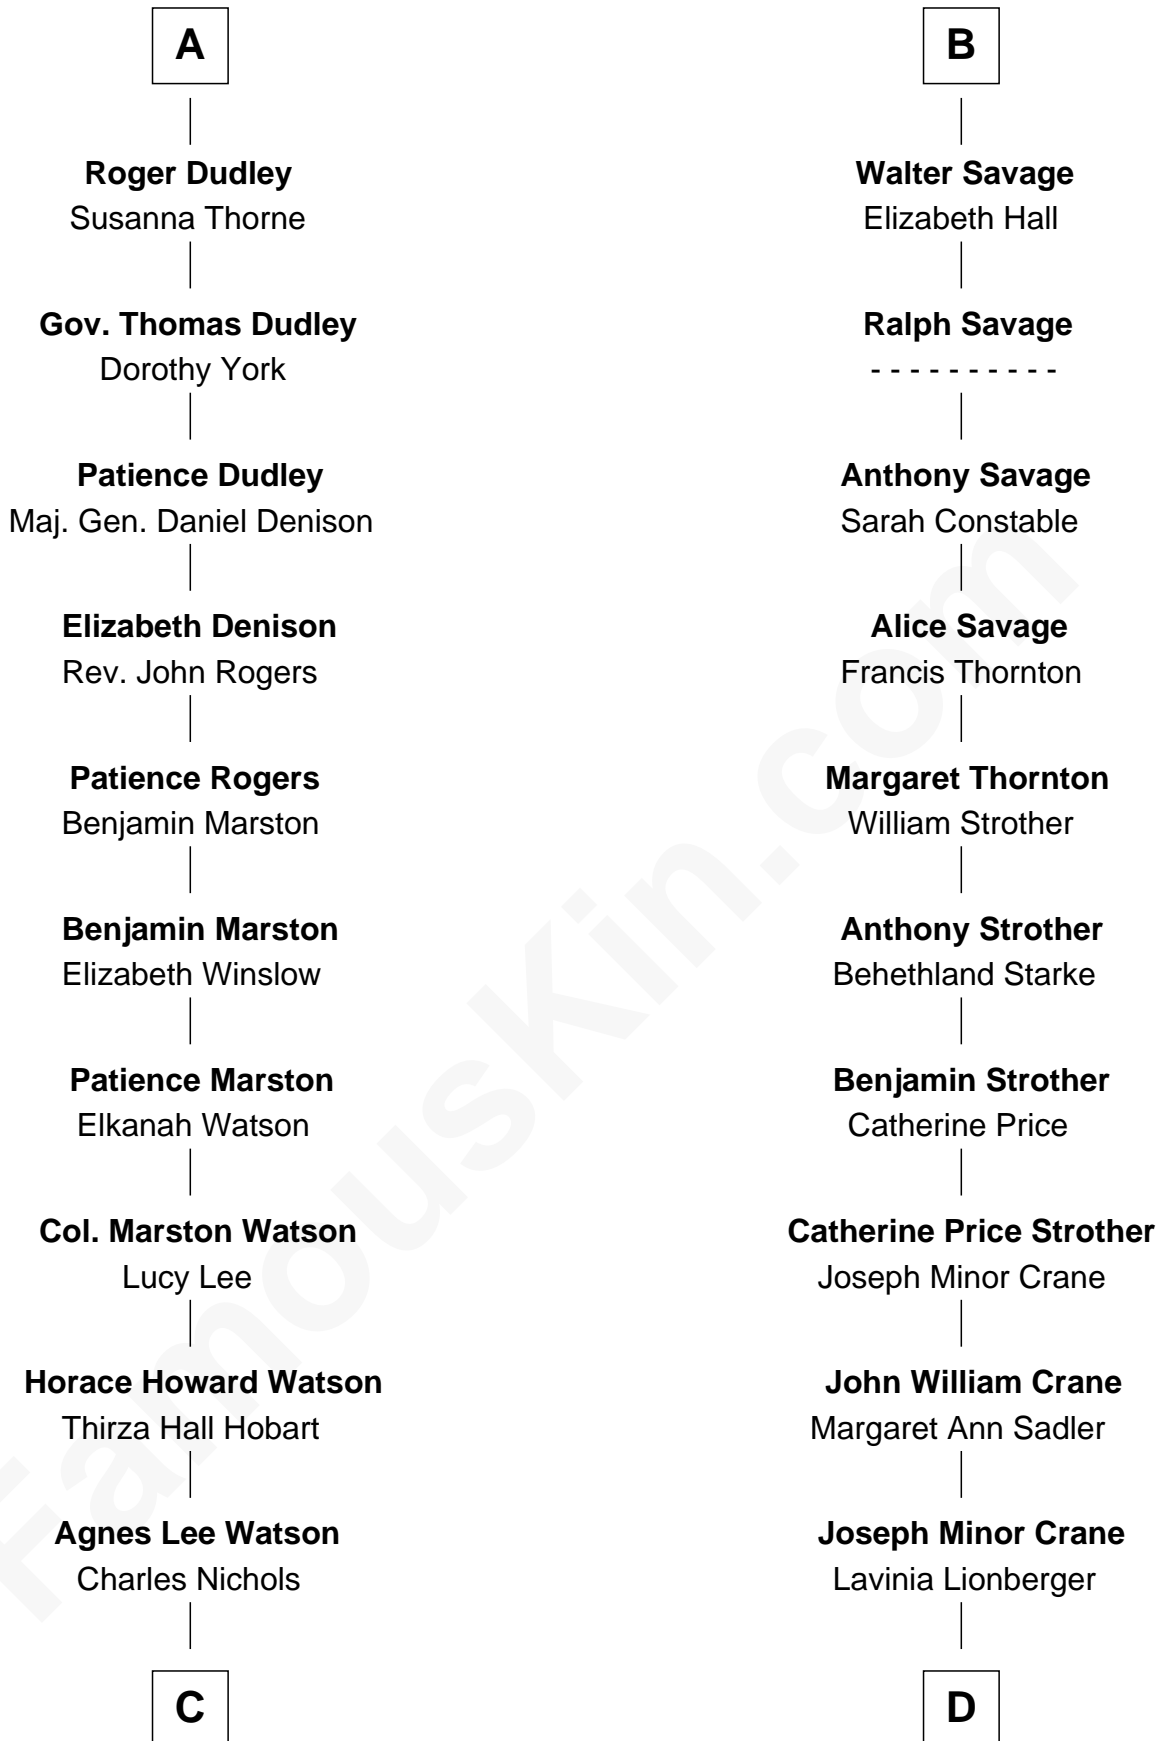 A
Roger Dudley
Susanna Thorne
Gov. Thomas Dudley
Dorothy York
Patience Dudley
Maj. Gen. Daniel Denison
Elizabeth Denison
Rev. John Rogers
Patience Rogers
Benjamin Marston
Benjamin Marston
Elizabeth Winslow
Patience Marston
Elkanah Watson
Col. Marston Watson
Lucy Lee
Horace Howard Watson
Thirza Hall Hobart
Agnes Lee Watson
Charles Nichols
C
B
Walter Savage
Elizabeth Hall
Ralph Savage
- - - - - - - - - -
Anthony Savage
Sarah Constable
Alice Savage
Francis Thornton
Margaret Thornton
William Strother
Anthony Strother
Behethland Starke
Benjamin Strother
Catherine Price
Catherine Price Strother
Joseph Minor Crane
John William Crane
Margaret Ann Sadler
Joseph Minor Crane
Lavinia Lionberger
D
FamousKin.com